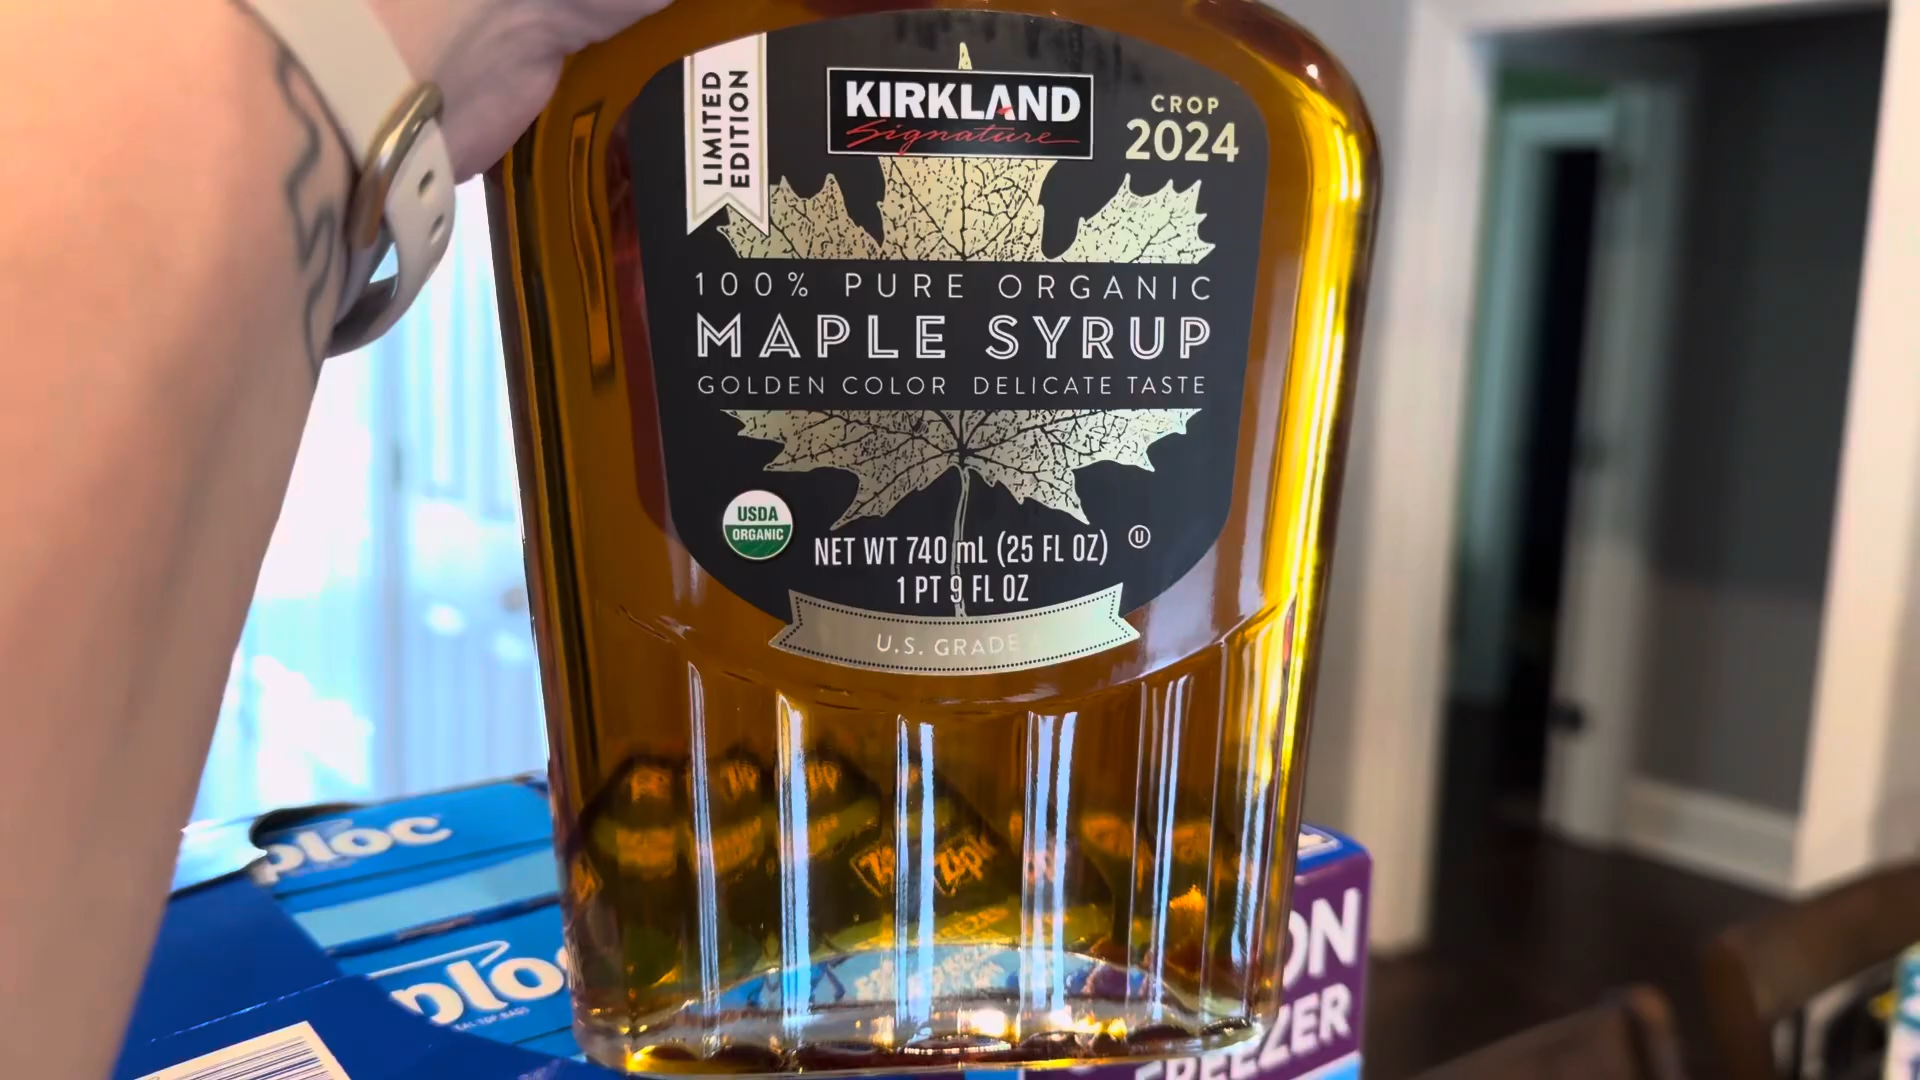 LIMITED
EDITION
KIRKLAND
Signature
CROP
2024
100% PURE ORGANIC
MAPLE SYRUP
GOLDEN COLOR DELICATE TASTE
USDA
ORGANIC
NET WT 740 mL (25 FL OZ)
1 PT 9 FL OZ
U
U.S. GRADE
ploc
ploc
ON
FREEZER